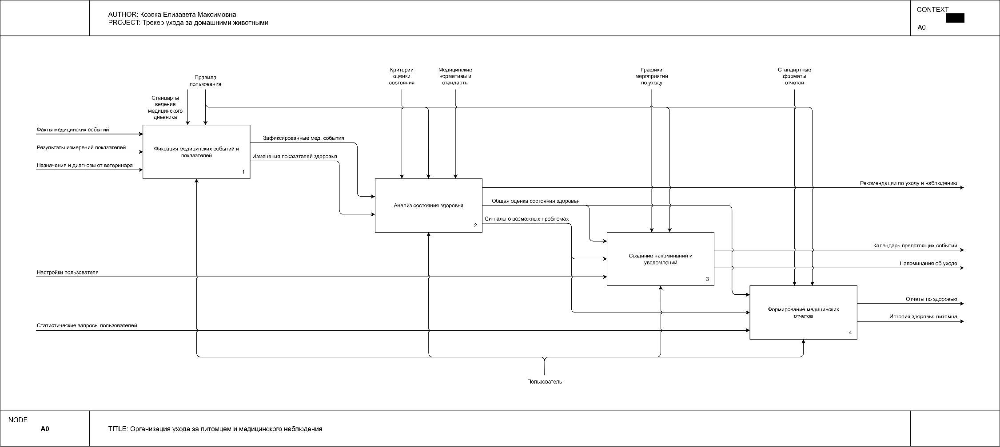 AUTHOR: Козека Елизавета Максимовна
PROJECT: Трекер ухода за домашними животными
CONTEXT
A0
Правила
пользования
Стандарты
ведения
медицинского
дневника
Критерии
оценки
состояния
Медицинские
нормативы и
стандарты
Графики
мероприятий
по уходу
Стандартные
форматы
отчетов
Факты медицинских событий
Результаты измерений показателей
Назначения и диагнозы от ветеринара
Фиксация медицинских событий и
показателей
1
Зафиксированные мед. события
Изменения показателей здоровья
Анализ состояния здоровья
2
Рекомендации по уходу и наблюдению
Общая оценка состояния здоровья
Сигналы о возможных проблемах
Создание напоминаний и
уведомлений
3
Календарь предстоящих событий
Напоминания об уходе
Настройки пользователя
Статистические запросы пользователей
Формирование медицинских
отчетов
4
Отчеты по здоровью
История здоровья питомца
Пользователь
NODE
A0
TITLE: Организация ухода за питомцем и медицинского наблюдения